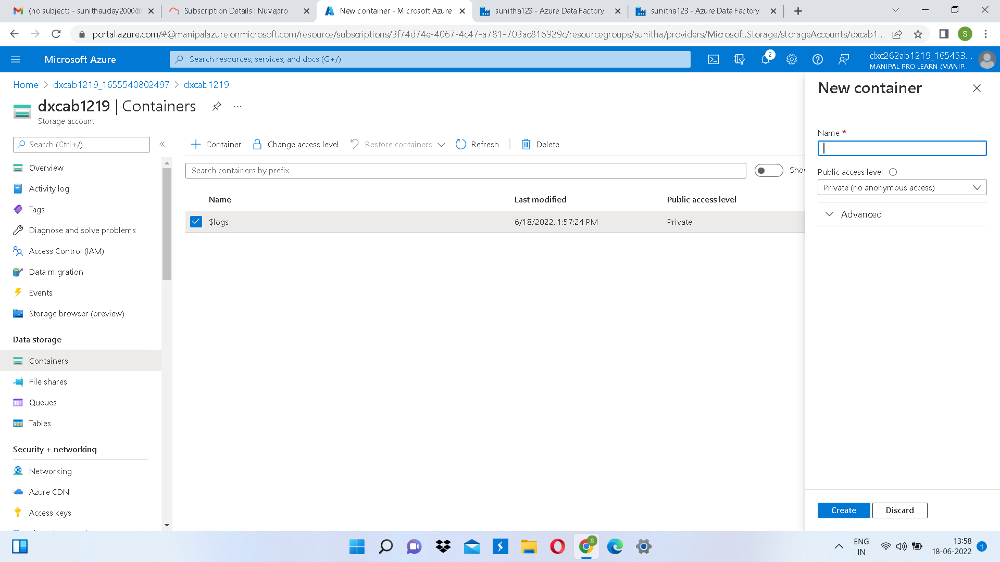 (no subject) - sunithauday2000@
Subscription Details | Nuvepro
New container - Microsoft Azure
sunitha123 - Azure Data Factory
sunitha123 - Azure Data Factory
portal.azure.com/#@manipalazure.onmicrosoft.com/resource/subscriptions/3f74d74e-4067-4c47-a781-703ac816929c/resourcegroups/sunitha/providers/Microsoft.Storage/storageAccounts/dxcab1...
S
Microsoft Azure
Search resources, services, and docs (G+/)
2
dxc262ab1219_165453...
MANIPAL PRO LEARN (MANIP...
Home > dxcab1219_1655540802497 > dxcab1219
dxcab1219 | Containers
...
Storage account
Search (Ctrl+/)
«
Overview
Activity log
Tags
Diagnose and solve problems
Access Control (IAM)
Data migration
Events
Storage browser (preview)
Data storage
Containers
File shares
Queues
Tables
Security + networking
Networking
Azure CDN
Access keys
+ Container
Change access level
Restore containers
Refresh
Delete
Search containers by prefix
Name
Last modified
Public access level
$logs
6/18/2022, 1:57:24 PM
Private
New container
Name *
Public access level
Private (no anonymous access)
Advanced
Create
Discard
S
ENG
IN
13:58
18-06-2022
1